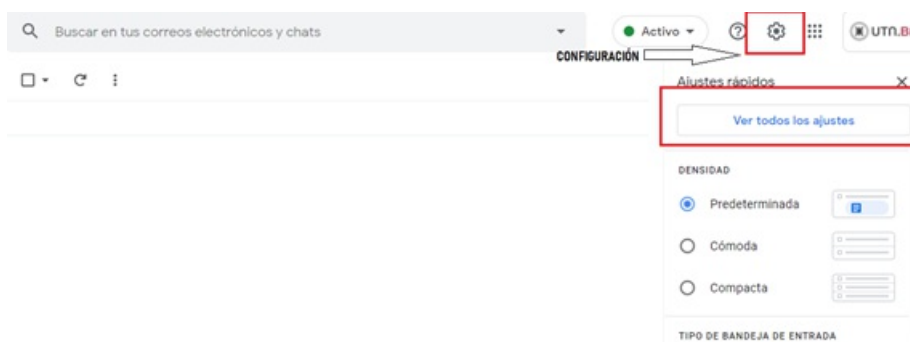 Buscar en tus correos electrónicos y chats
Activo
UTN.B
CONFIGURACIÓN
Ajustes rápidos
Ver todos los ajustes
DENSIDAD
Predeterminada
Cómoda
Compacta
TIPO DE BANDEJA DE ENTRADA